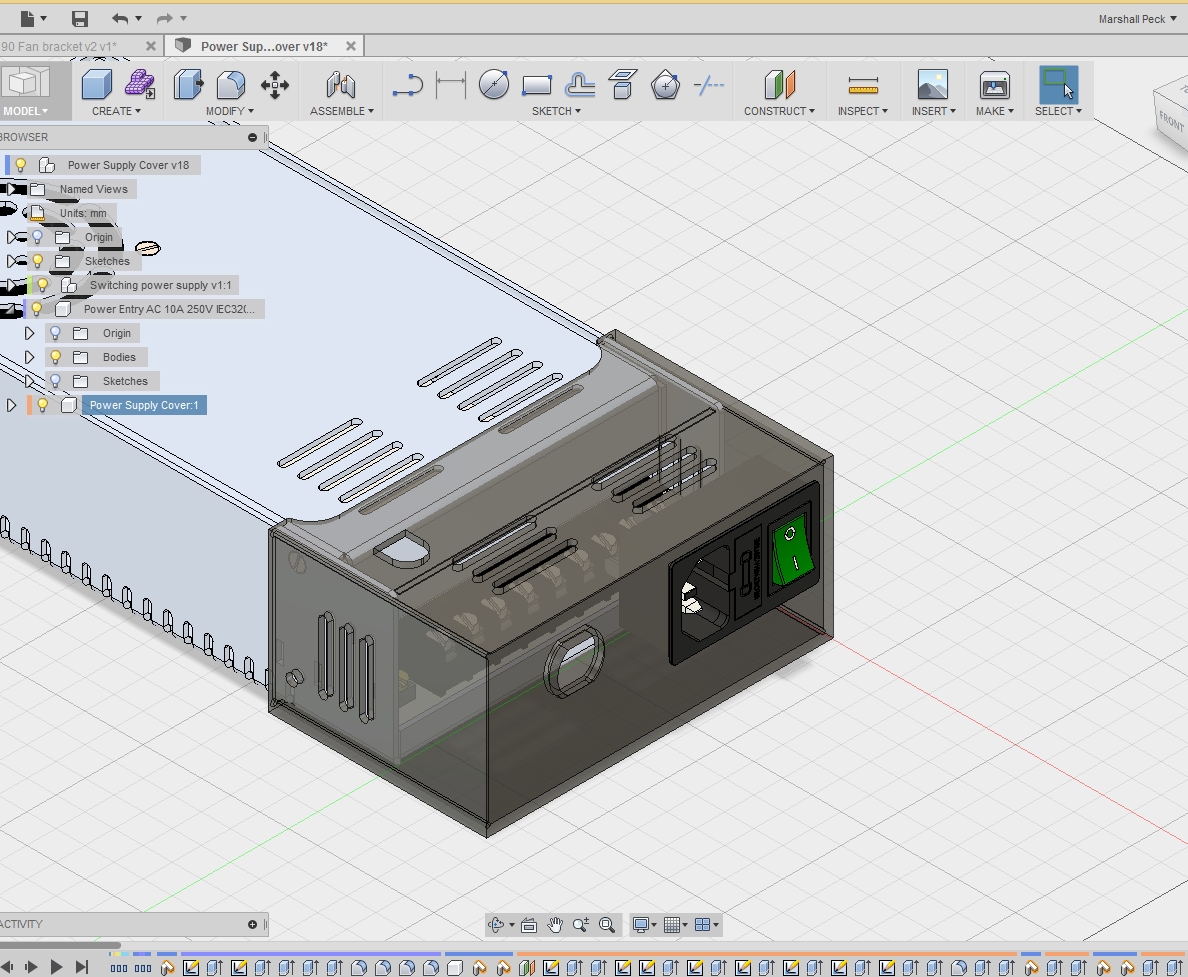 Marshall Peck
90 Fan bracket v2 v1*
Power Sup...over v18*
MODEL
CREATE
MODIFY
ASSEMBLE
SKETCH
CONSTRUCT
INSPECT
INSERT
MAKE
SELECT
FRONT
BROWSER
Power Supply Cover v18
Named Views
Units: mm
Origin
Sketches
Switching power supply v1:1
Power Entry AC 10A 250V IEC32(...
Origin
Bodies
Sketches
Power Supply Cover:1
ACTIVITY